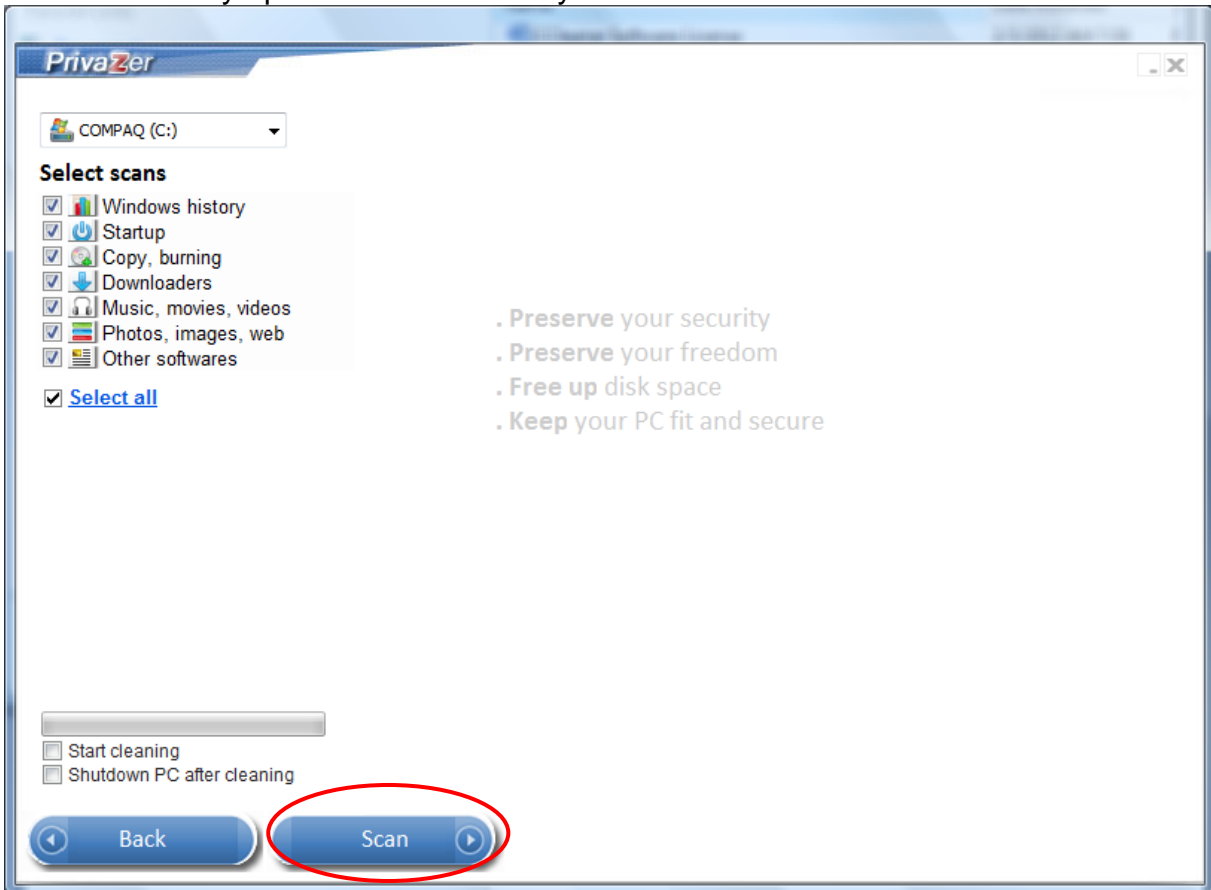 PrivaZer
COMPAQ (C:)
Select scans
Windows history
Startup
Copy, burning
Downloaders
Music, movies, videos
Photos, images, web
Other softwares
Select all
. Preserve your security
. Preserve your freedom
. Free up disk space
. Keep your PC fit and secure
Start cleaning
Shutdown PC after cleaning
Back
Scan